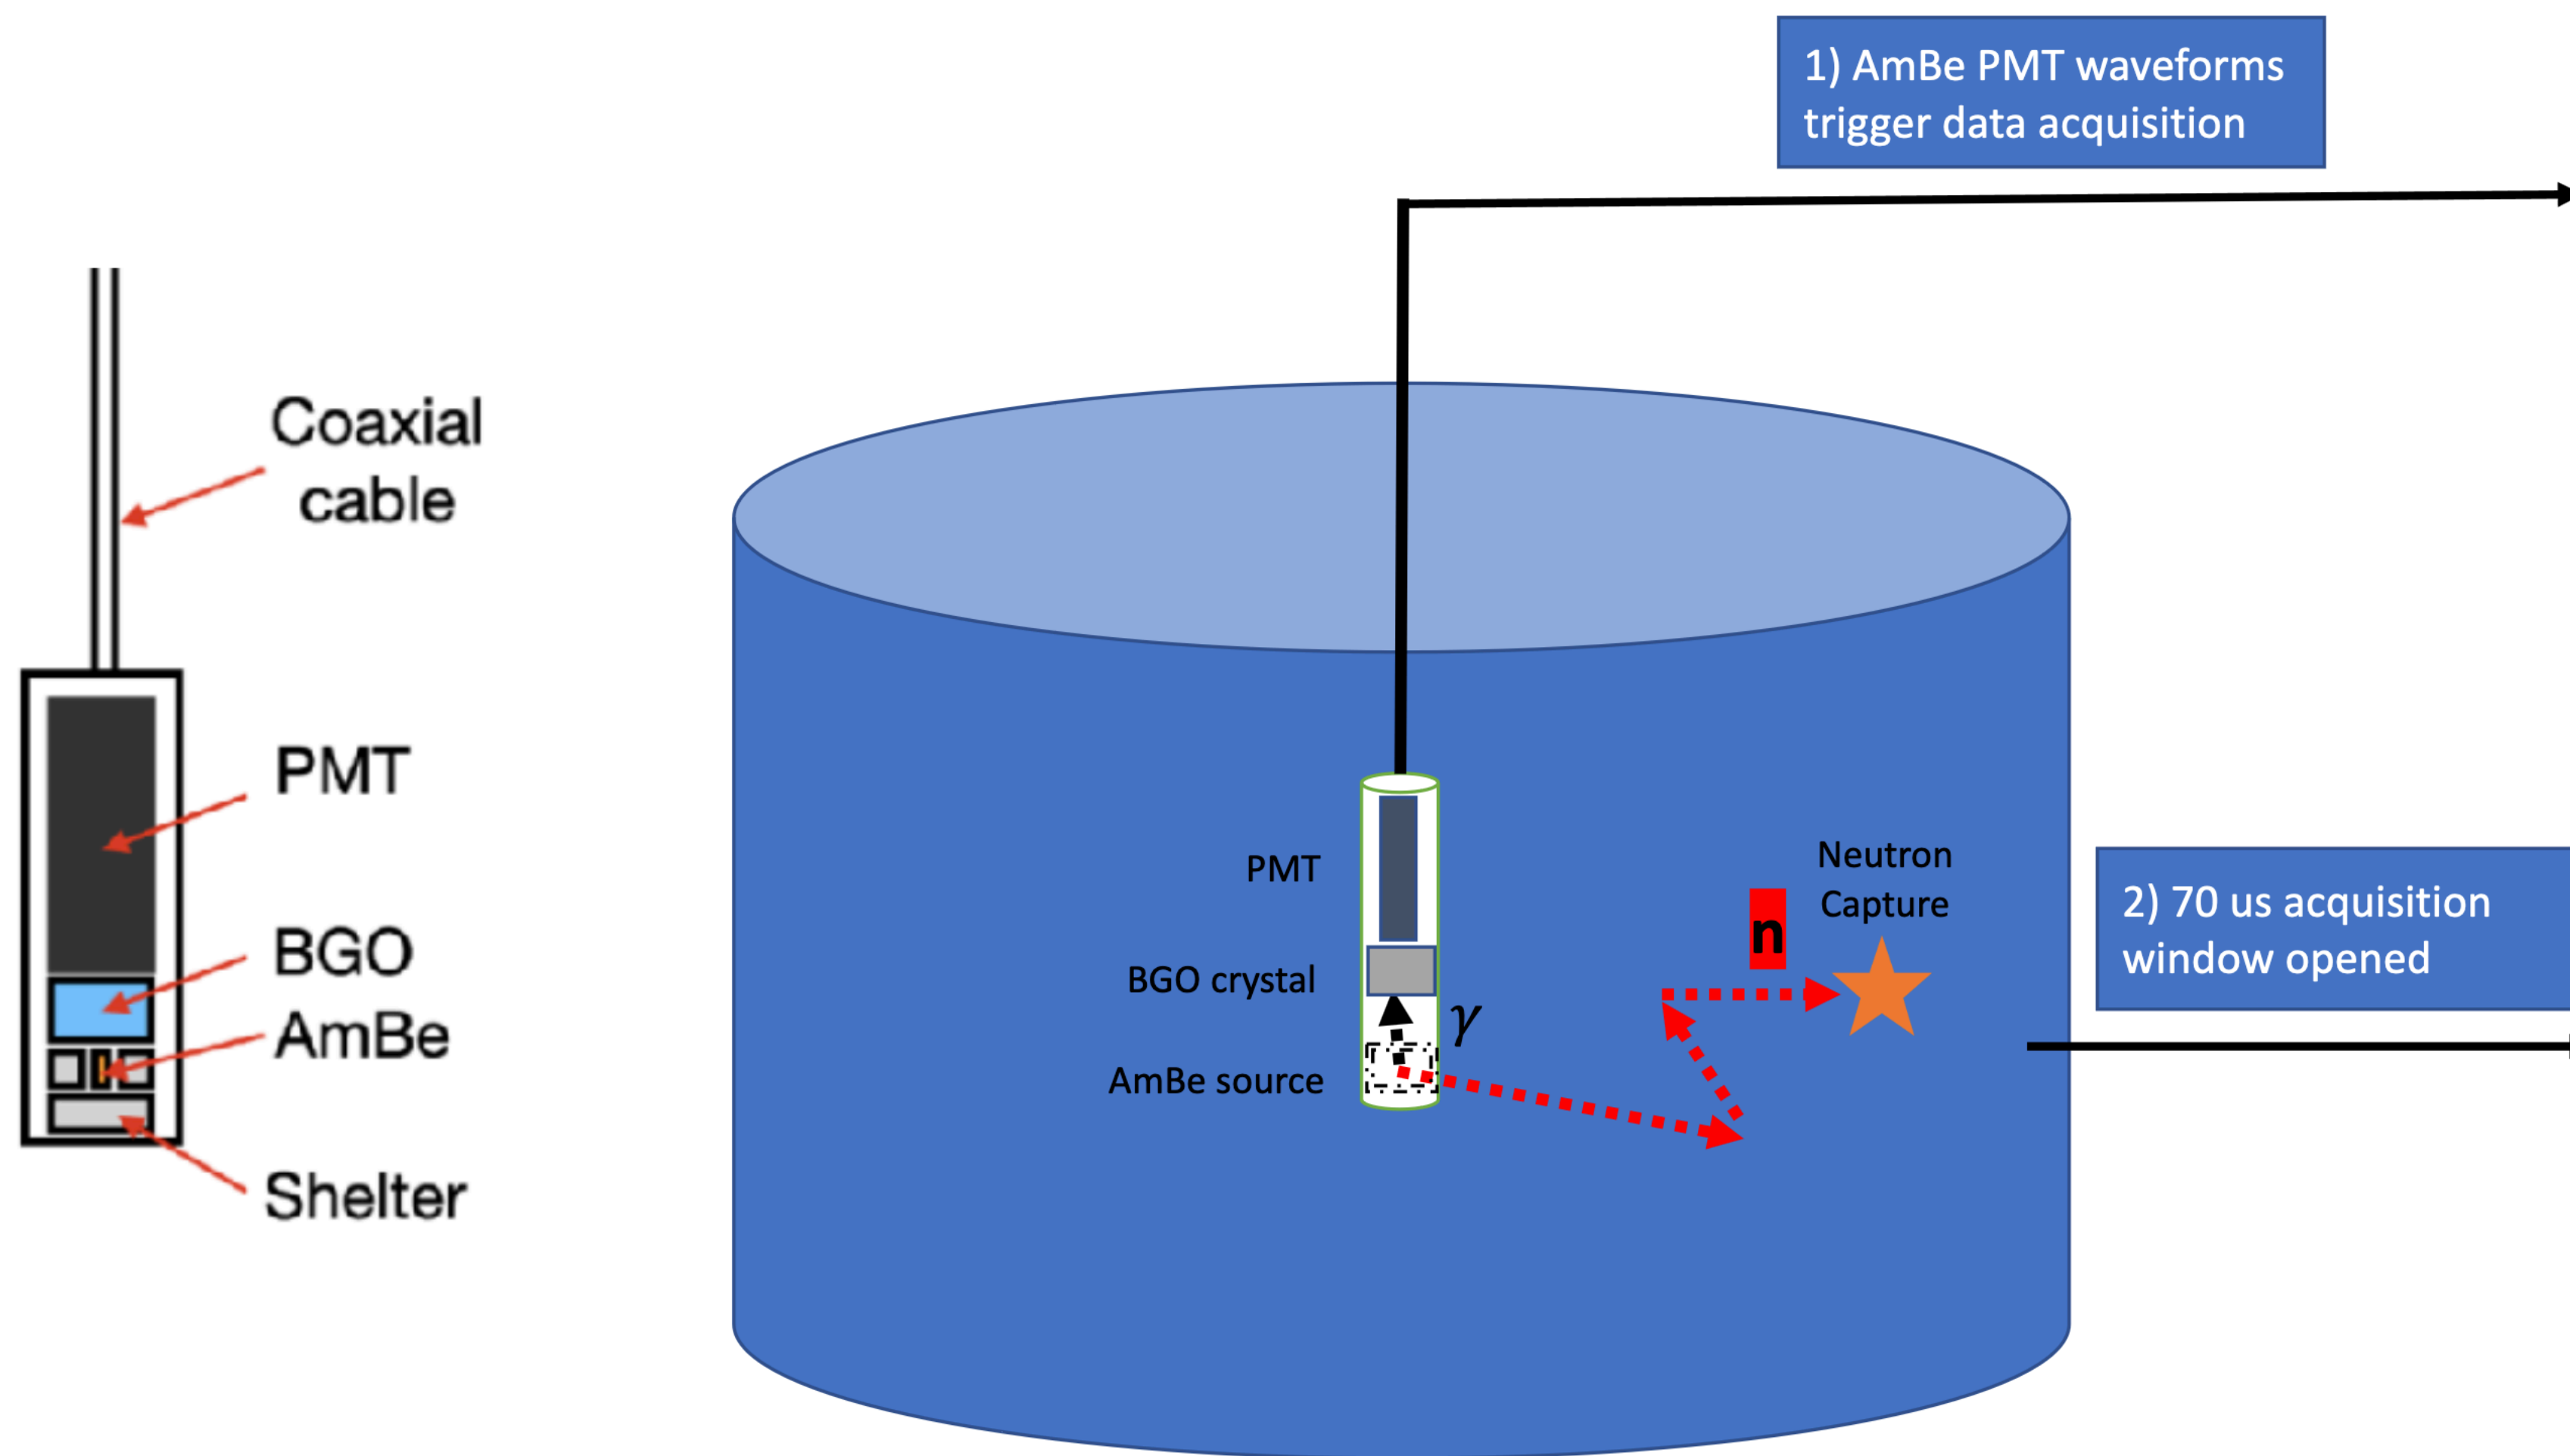 1) AmBe PMT waveforms
trigger data acquisition
Coaxial
cable
PMT
BGO
AmBe
Shelter
PMT
BGO crystal
γ
AmBe source
n
Neutron
Capture
2) 70 us acquisition
window opened